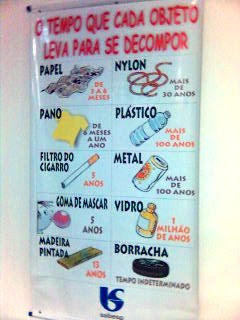 O TEMPO QUE CADA OBJETO
LEVA PARA SE DECOMPOR
PAPEL
DE
3 A 6
MESES
NYLON
MAIS
DE
30 ANOS
PANO
DE
6 MESES
A UM
ANO
PLÁSTICO
MAIS
DE
100 ANOS
FILTRO DO
CIGARRO
5
ANOS
METAL
MAIS
DE
100 ANOS
GOMA DE MASCAR
5
ANOS
VIDRO
1
MILHÃO
DE ANOS
MADEIRA
PINTADA
13
ANOS
BORRACHA
TEMPO INDETERMINADO
sabesp